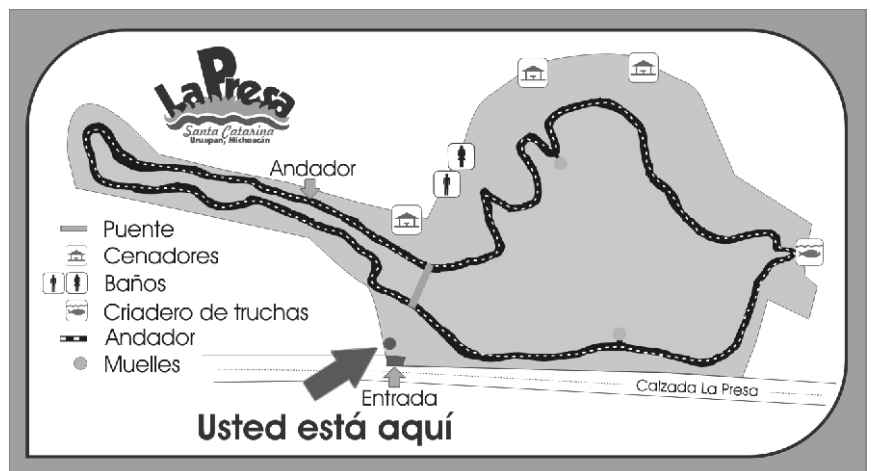 La Presa
Santa Catarina
Uruapan, Michoacán
Andador
Puente
Cenadores
Baños
Criadero de truchas
Andador
Muelles
Calzada La Presa
Entrada
Usted está aquí